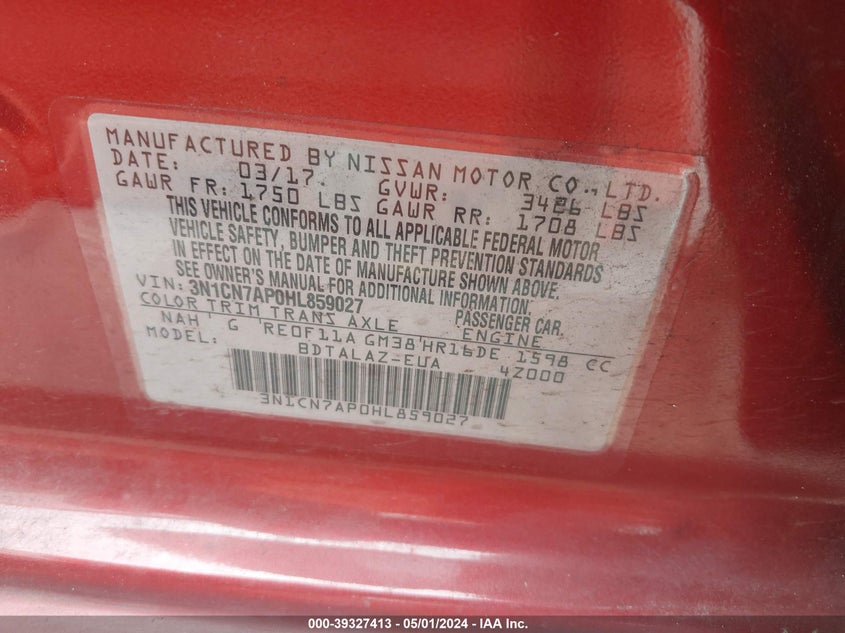 MANUFACTURED BY NISSAN MOTOR CO., LTD.
DATE: 03/17. GVWR: 3426 LBS
GAWR FR: 1750 LBS GAWR RR: 1708 LBS
THIS VEHICLE CONFORMS TO ALL APPLICABLE FEDERAL MOTOR
VEHICLE SAFETY, BUMPER AND THEFT PREVENTION STANDARDS
IN EFFECT ON THE DATE OF MANUFACTURE SHOWN ABOVE.
SEE OWNER'S MANUAL FOR ADDITIONAL INFORMATION.
VIN: 3N1CN7AP0HL859027 PASSENGER CAR.
COLOR TRIM TRANS AXLE ENGINE
NAH G RE0F11A GM38 HR16DE 1598 CC
MODEL: BDTALAZ-EUA 4Z000
3N1CN7AP0HL859027
000-39327413 - 05/01/2024 - IAA Inc.